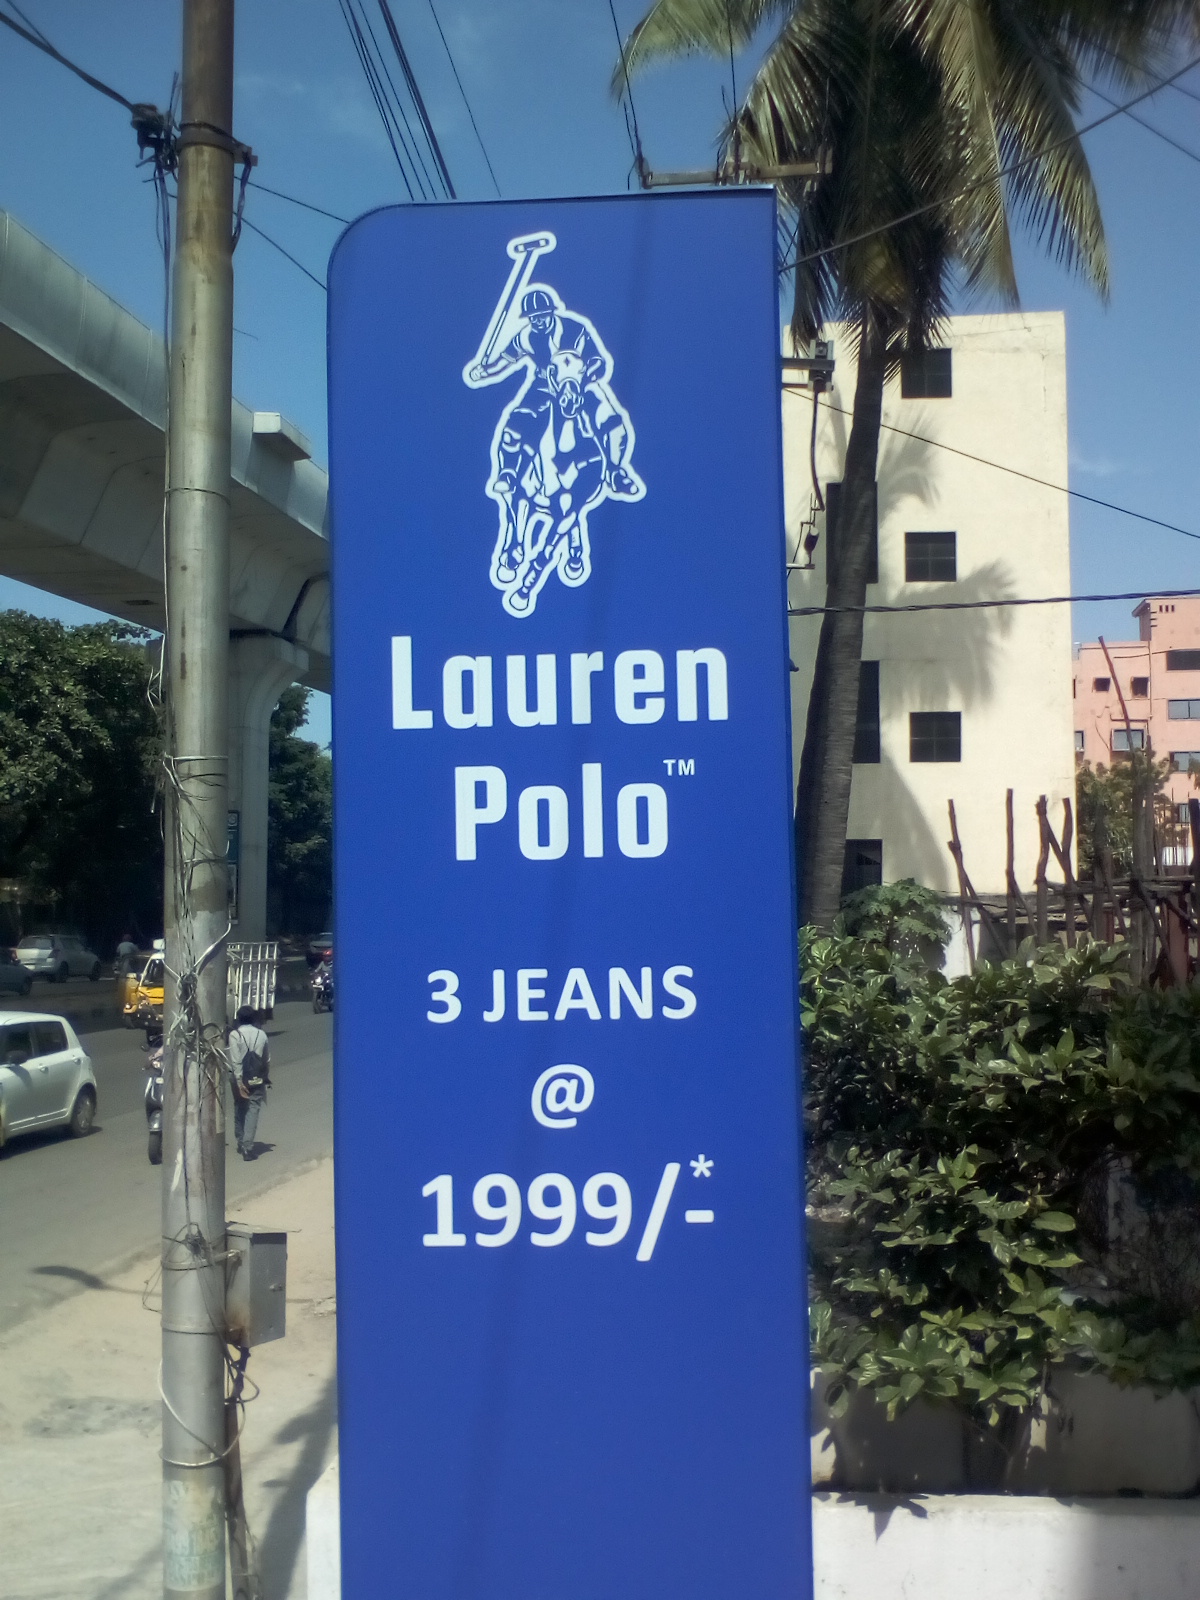 Lauren
Polo™
3 JEANS
@
1999/-*